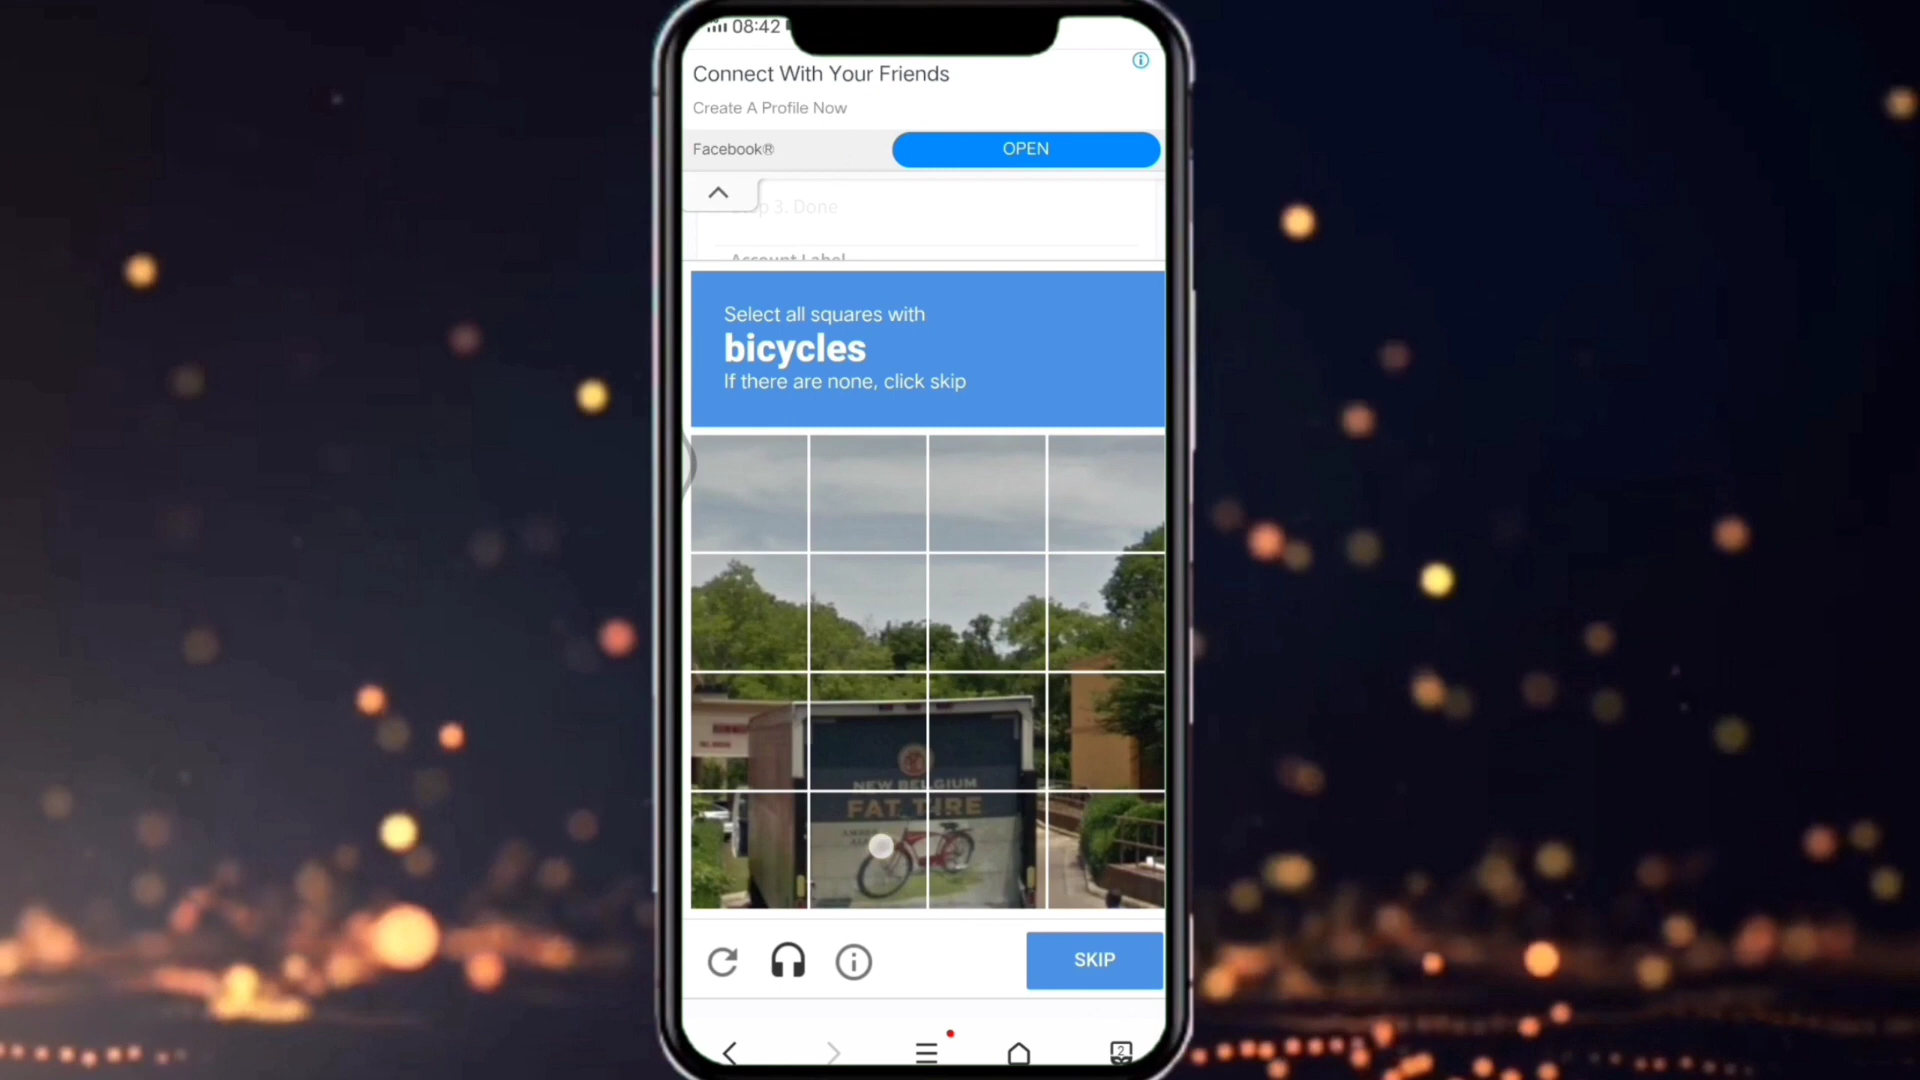 08:42
Connect With Your Friends
Create A Profile Now
Facebook®
OPEN
3. Done
Account Label
Select all squares with
bicycles
If there are none, click skip
NEW BELGIUM
FAT TIRE
SKIP
2